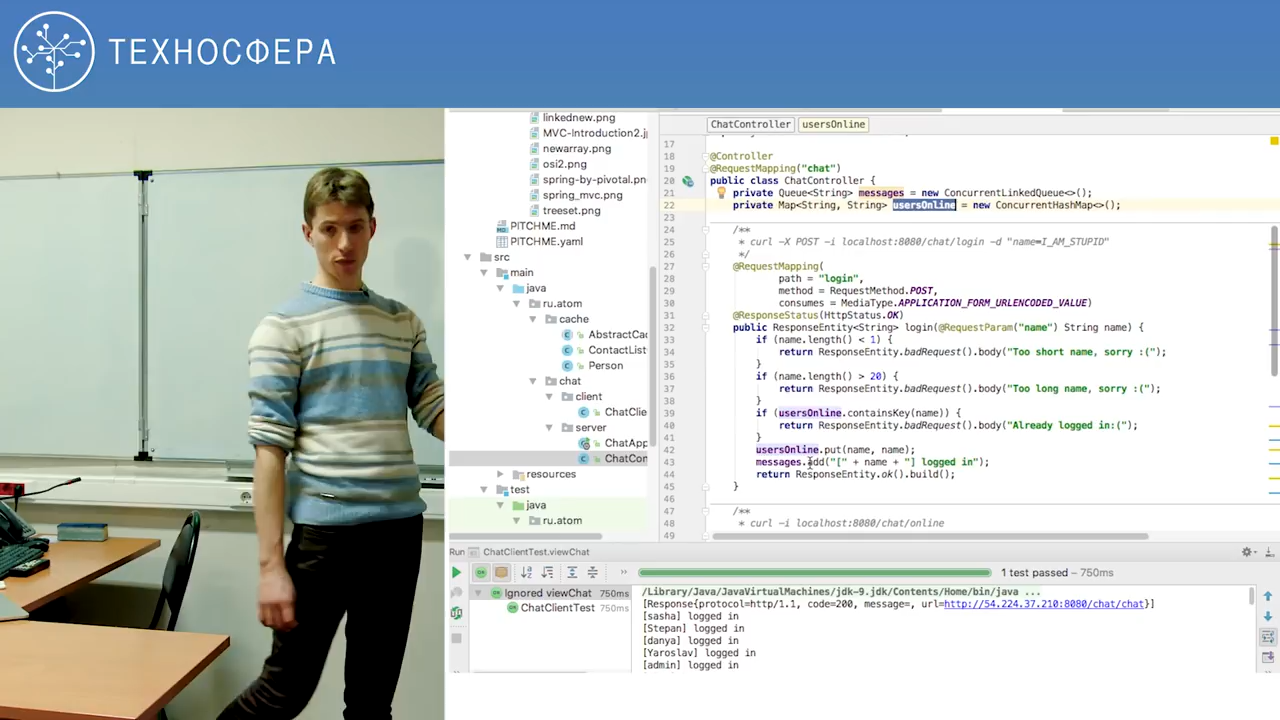 ТЕХНОСФЕРА
linkednew.png
MVC-Introduction2.j
newarray.png
osi2.png
spring-by-pivotal.pn
spring_mvc.png
treeset.png
PITCHME.md
PITCHME.yaml
src
main
java
ru.atom
cache
AbstractCac
ContactList
Person
chat
client
ChatClie
server
ChatApp
ChatCon
resources
test
java
ru.atom
ChatController usersOnline
17
18 @Controller
19 @RequestMapping("chat")
20 public class ChatController {
21 private Queue<String> messages = new ConcurrentLinkedQueue<>();
22 private Map<String, String> usersOnline = new ConcurrentHashMap<>();
23
24 /**
25 * curl -X POST -i localhost:8080/chat/login -d "name=I_AM_STUPID"
26 */
27 @RequestMapping(
28 path = "login",
29 method = RequestMethod.POST,
30 consumes = MediaType.APPLICATION_FORM_URLENCODED_VALUE)
31 @ResponseStatus(HttpStatus.OK)
32 public ResponseEntity<String> login(@RequestParam("name") String name) {
33 if (name.length() < 1) {
34 return ResponseEntity.badRequest().body("Too short name, sorry :(");
35 }
36 if (name.length() > 20) {
37 return ResponseEntity.badRequest().body("Too long name, sorry :(");
38 }
39 if (usersOnline.containsKey(name)) {
40 return ResponseEntity.badRequest().body("Already logged in:(");
41 }
42 usersOnline.put(name, name);
43 messages.add("[" + name + "] logged in");
44 return ResponseEntity.ok().build();
45 }
46
47 /**
48 * curl -i localhost:8080/chat/online
49
Run ChatClientTest.viewChat
1 test passed – 750ms
Ignored viewChat 750ms
ChatClientTest 750ms
/Library/Java/JavaVirtualMachines/jdk-9.jdk/Contents/Home/bin/java ...
[Response{protocol=http/1.1, code=200, message=, url=http://54.224.37.210:8080/chat/chat}]
[sasha] logged in
[Stepan] logged in
[danya] logged in
[Yaroslav] logged in
[admin] logged in